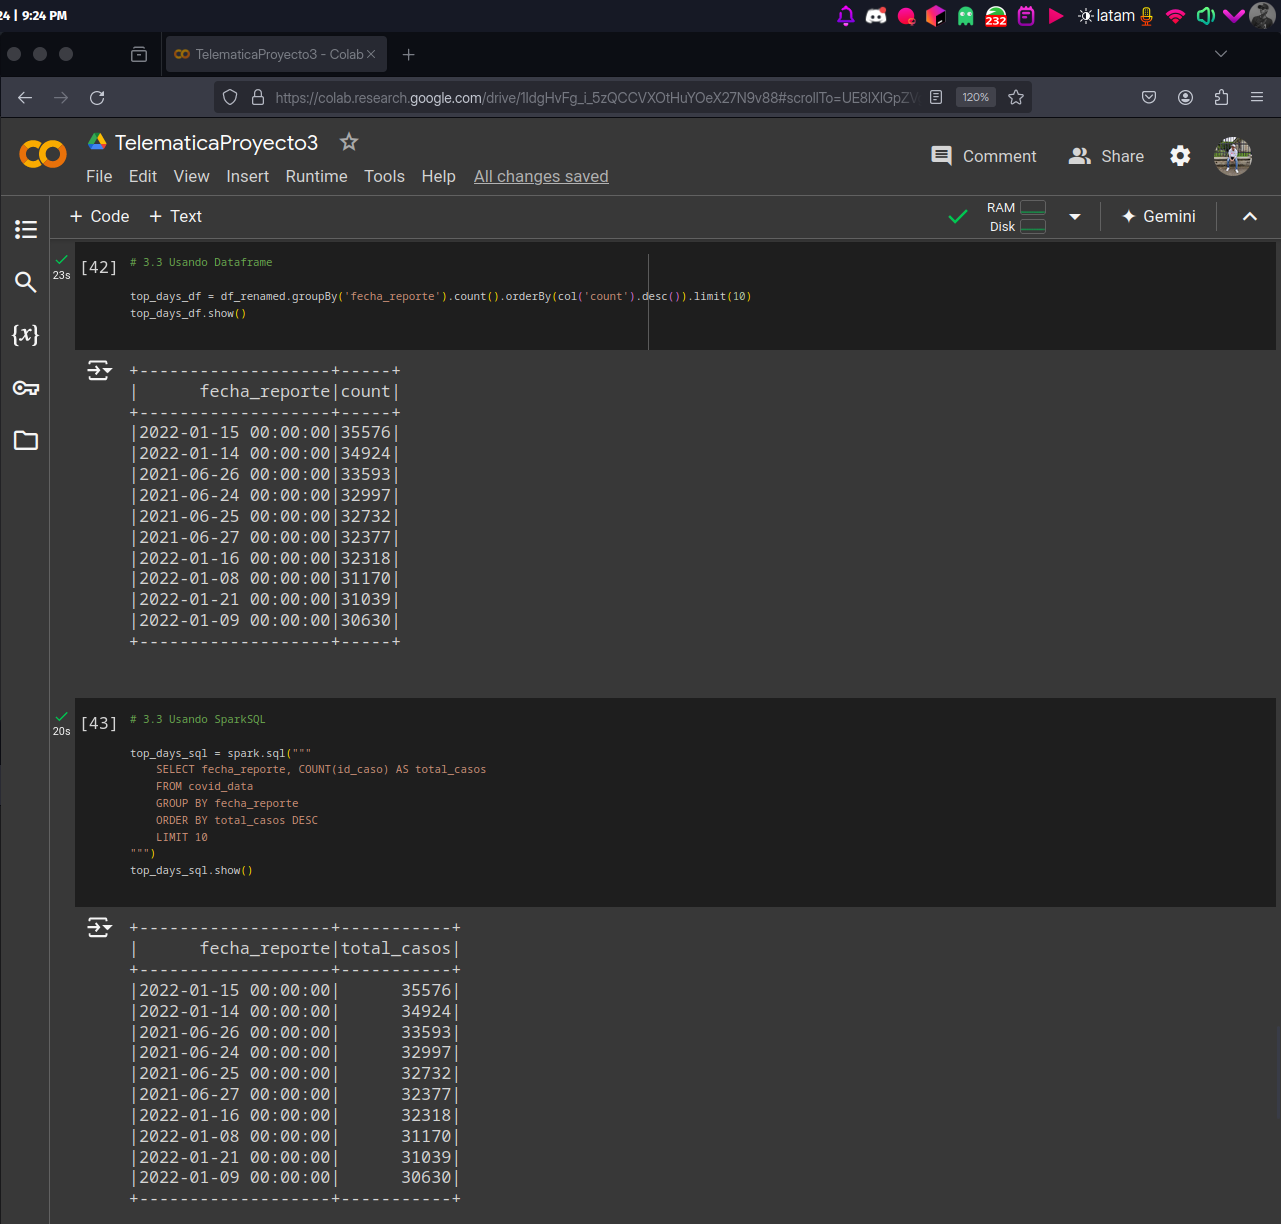 24 | 9:24 PM
232
latam
TelematicaProyecto3 - Colab
120%
TelematicaProyecto3
Comment
Share
File Edit View Insert Runtime Tools Help All changes saved
+ Code + Text
RAM
Disk
Gemini
23s
[42]
# 3.3 Usando Dataframe
top_days_df = df_renamed.groupBy('fecha_reporte').count().orderBy(col('count').desc()).limit(10)
top_days_df.show()
{x}
+-------------------+-----+
|      fecha_reporte|count|
+-------------------+-----+
|2022-01-15 00:00:00|35576|
|2022-01-14 00:00:00|34924|
|2021-06-26 00:00:00|33593|
|2021-06-24 00:00:00|32997|
|2021-06-25 00:00:00|32732|
|2021-06-27 00:00:00|32377|
|2022-01-16 00:00:00|32318|
|2022-01-08 00:00:00|31170|
|2022-01-21 00:00:00|31039|
|2022-01-09 00:00:00|30630|
+-------------------+-----+
20s
[43]
# 3.3 Usando SparkSQL
top_days_sql = spark.sql("""
    SELECT fecha_reporte, COUNT(id_caso) AS total_casos
    FROM covid_data
    GROUP BY fecha_reporte
    ORDER BY total_casos DESC
    LIMIT 10
""")
top_days_sql.show()
+-------------------+-----------+
|      fecha_reporte|total_casos|
+-------------------+-----------+
|2022-01-15 00:00:00|      35576|
|2022-01-14 00:00:00|      34924|
|2021-06-26 00:00:00|      33593|
|2021-06-24 00:00:00|      32997|
|2021-06-25 00:00:00|      32732|
|2021-06-27 00:00:00|      32377|
|2022-01-16 00:00:00|      32318|
|2022-01-08 00:00:00|      31170|
|2022-01-21 00:00:00|      31039|
|2022-01-09 00:00:00|      30630|
+-------------------+-----------+